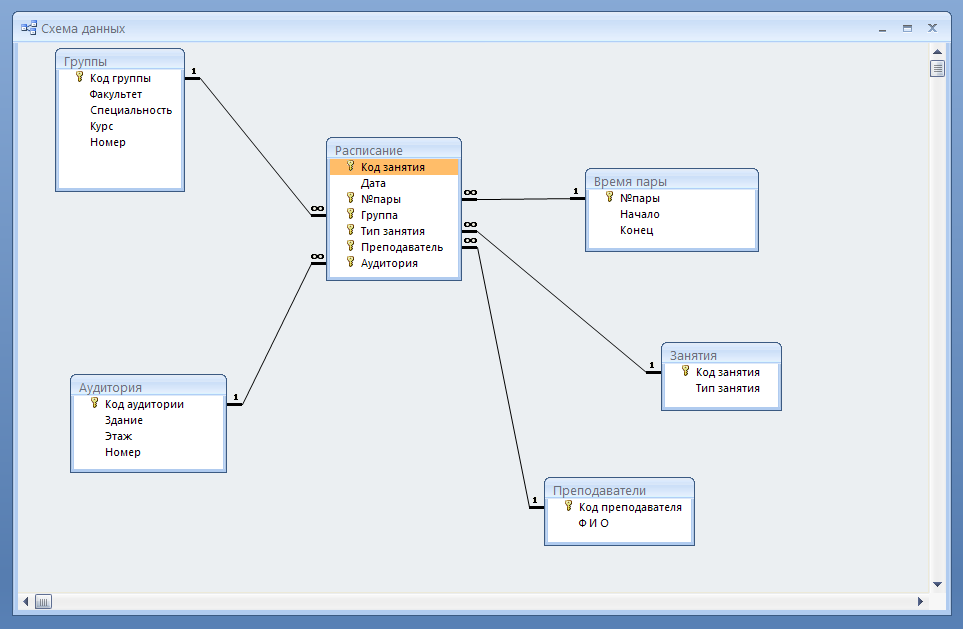 Схема данных
Группы
Код группы
Факультет
Специальность
Курс
Номер
1
∞
Расписание
Код занятия
Дата
№пары
Группа
Тип занятия
Преподаватель
Аудитория
∞
∞
∞
∞
1
Время пары
№пары
Начало
Конец
1
Занятия
Код занятия
Тип занятия
Аудитория
Код аудитории
Здание
Этаж
Номер
1
1
Преподаватели
Код преподавателя
Ф И О